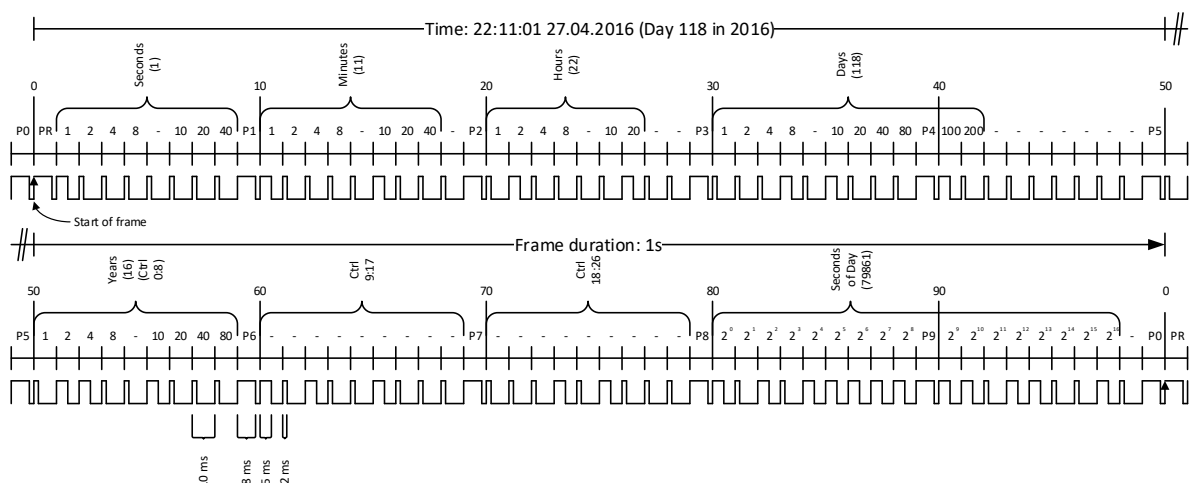 Time: 22:11:01 27.04.2016 (Day 118 in 2016)
Seconds
(1)
Minutes
(11)
Hours
(22)
Days
(118)
0 10 20 30 40 50
P0 PR 1 2 4 8 - 10 20 40 P1 1 2 4 8 - 10 20 40 - P2 1 2 4 8 - 10 20 - - P3 1 2 4 8 - 10 20 40 80 P4 100 200 - - - - - - - P5
Start of frame
Frame duration: 1s
Years
(16)
(Ctrl
0:8)
Ctrl
9:17
Ctrl
18:26
Seconds
of Day
(79861)
50 60 70 80 90 0
P5 1 2 4 8 - 10 20 40 80 P6 - - - - - - - - - P7 - - - - - - - - - P8 2⁰ 2¹ 2² 2³ 2⁴ 2⁵ 2⁶ 2⁷ 2⁸ P9 2⁹ 2¹⁰ 2¹¹ 2¹² 2¹³ 2¹⁴ 2¹⁵ 2¹⁶ - P0 PR
ms
ms
ms
2 ms